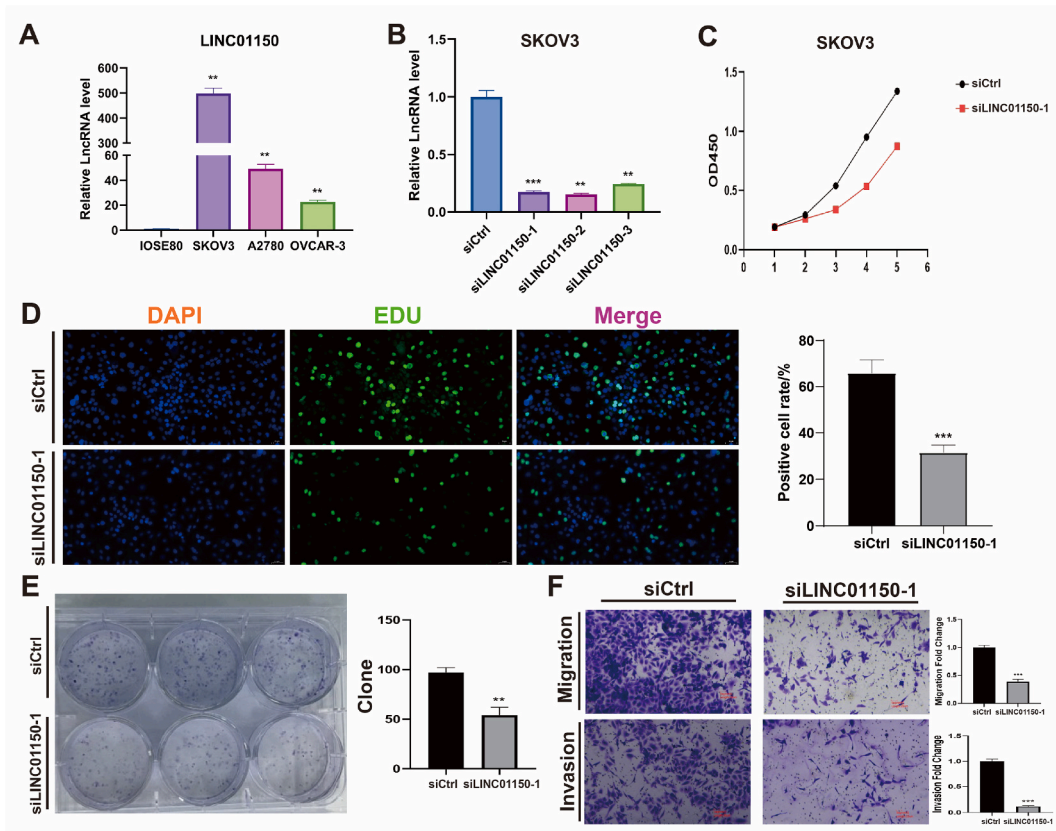 A
LINC01150
Relative LncRNA level
600
500
400
300
60
40
20
0
**
**
**
IOSE80 SKOV3 A2780 OVCAR-3
B
SKOV3
Relative LncRNA level
1.5
1.0
0.5
0.0
***
**
**
siCtrl
siLINC01150-1
siLINC01150-2
siLINC01150-3
C
SKOV3
OD450
1.5
1.0
0.5
0.0
0 1 2 3 4 5 6
siCtrl
siLINC01150-1
D
DAPI EDU Merge
siCtrl
siLINC01150-1
Positive cell rate/%
80
60
40
20
0
***
siCtrl siLINC01150-1
E
siCtrl
siLINC01150-1
Clone
150
100
50
0
**
siCtrl siLINC01150-1
F
siCtrl siLINC01150-1
Migration
Invasion
Migration Fold Change
1.5
1.0
0.5
0.0
***
siCtrl siLINC01150-1
Invasion Fold Change
1.5
1.0
0.5
0.0
***
siCtrl siLINC01150-1